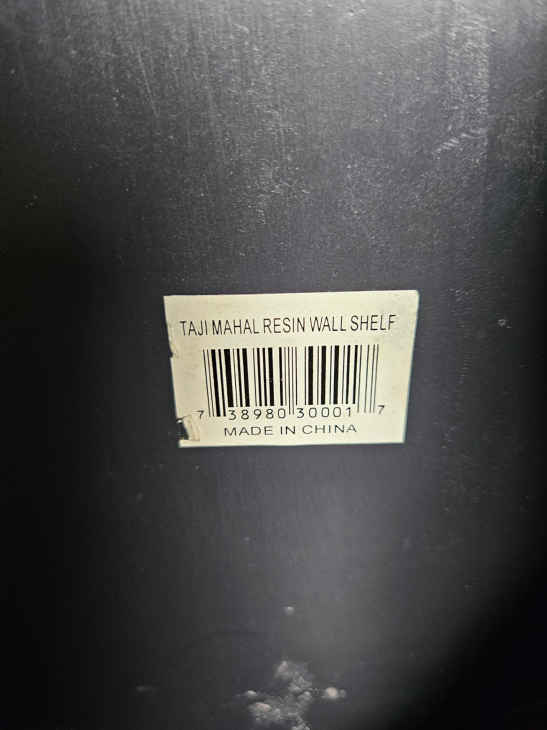 TAJI MAHAL RESIN WALL SHELF
7 38980 30001 7
MADE IN CHINA